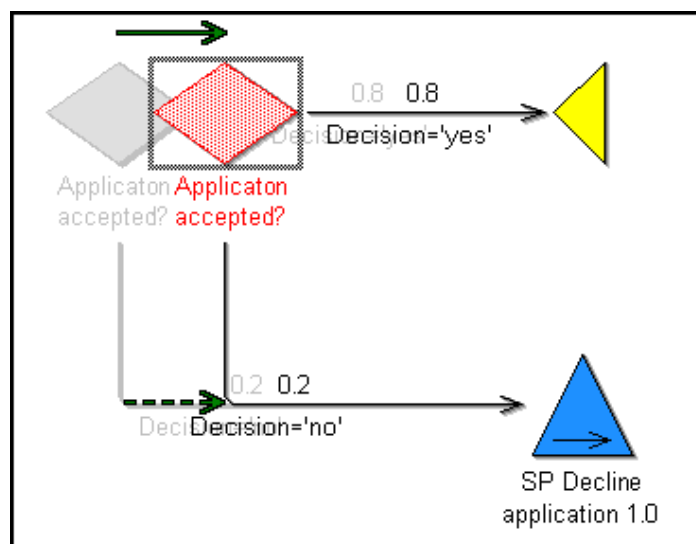 0.8 0.8
Decision='yes'
Applicaton Applicaton
accepted? accepted?
0.2 0.2
Decision='no'
SP Decline
application 1.0